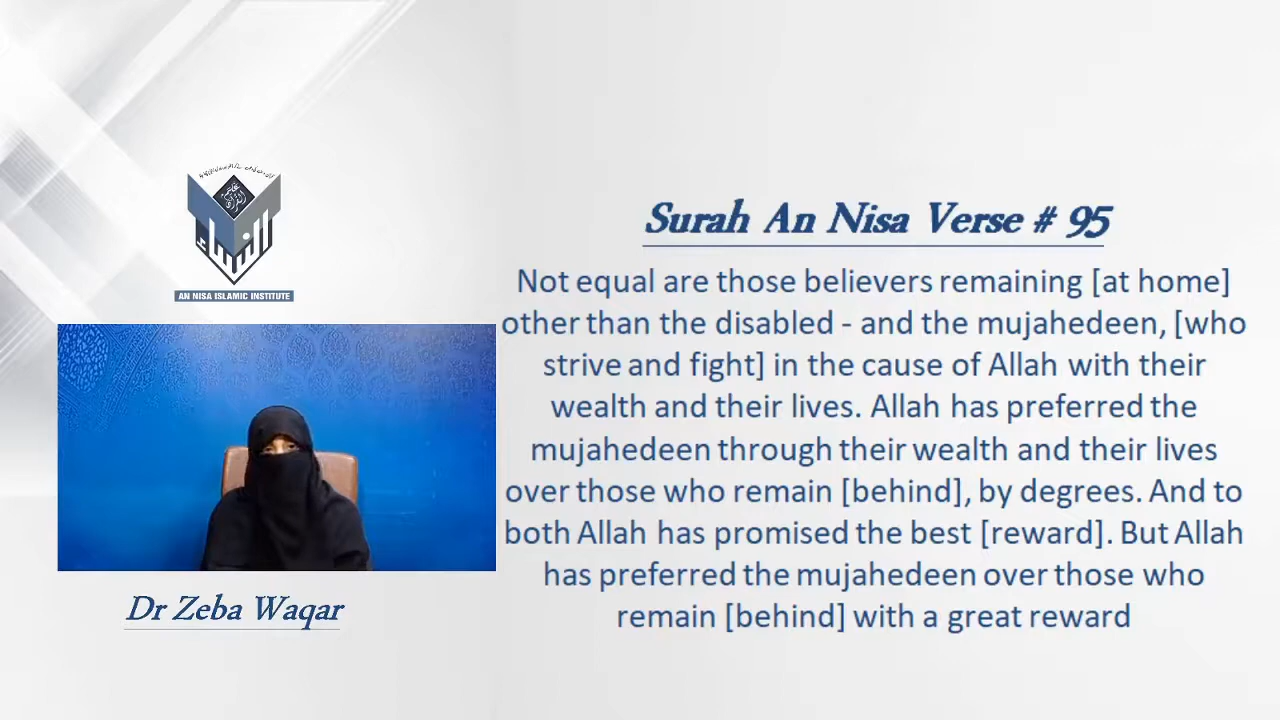 AN NISA ISLAMIC INSTITUTE
Dr Zeba Waqar
Surah An Nisa Verse # 95
Not equal are those believers remaining [at home]
other than the disabled - and the mujahedeen, [who
strive and fight] in the cause of Allah with their
wealth and their lives. Allah has preferred the
mujahedeen through their wealth and their lives
over those who remain [behind], by degrees. And to
both Allah has promised the best [reward]. But Allah
has preferred the mujahedeen over those who
remain [behind] with a great reward